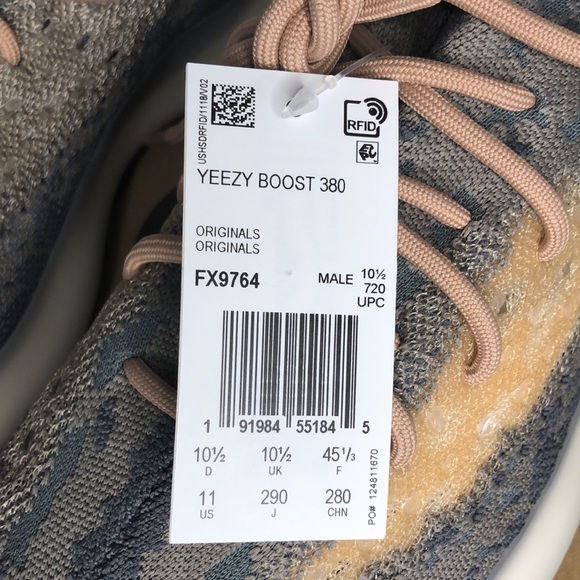 USHSDRFID/1118/V02
RFID
YEEZY BOOST 380
ORIGINALS
ORIGINALS
FX9764
MALE 10½
720
UPC
1 91984 55184 5
10½ 10½ 45⅓
D UK F
11 290 280
US J CHN
PO# 124811670